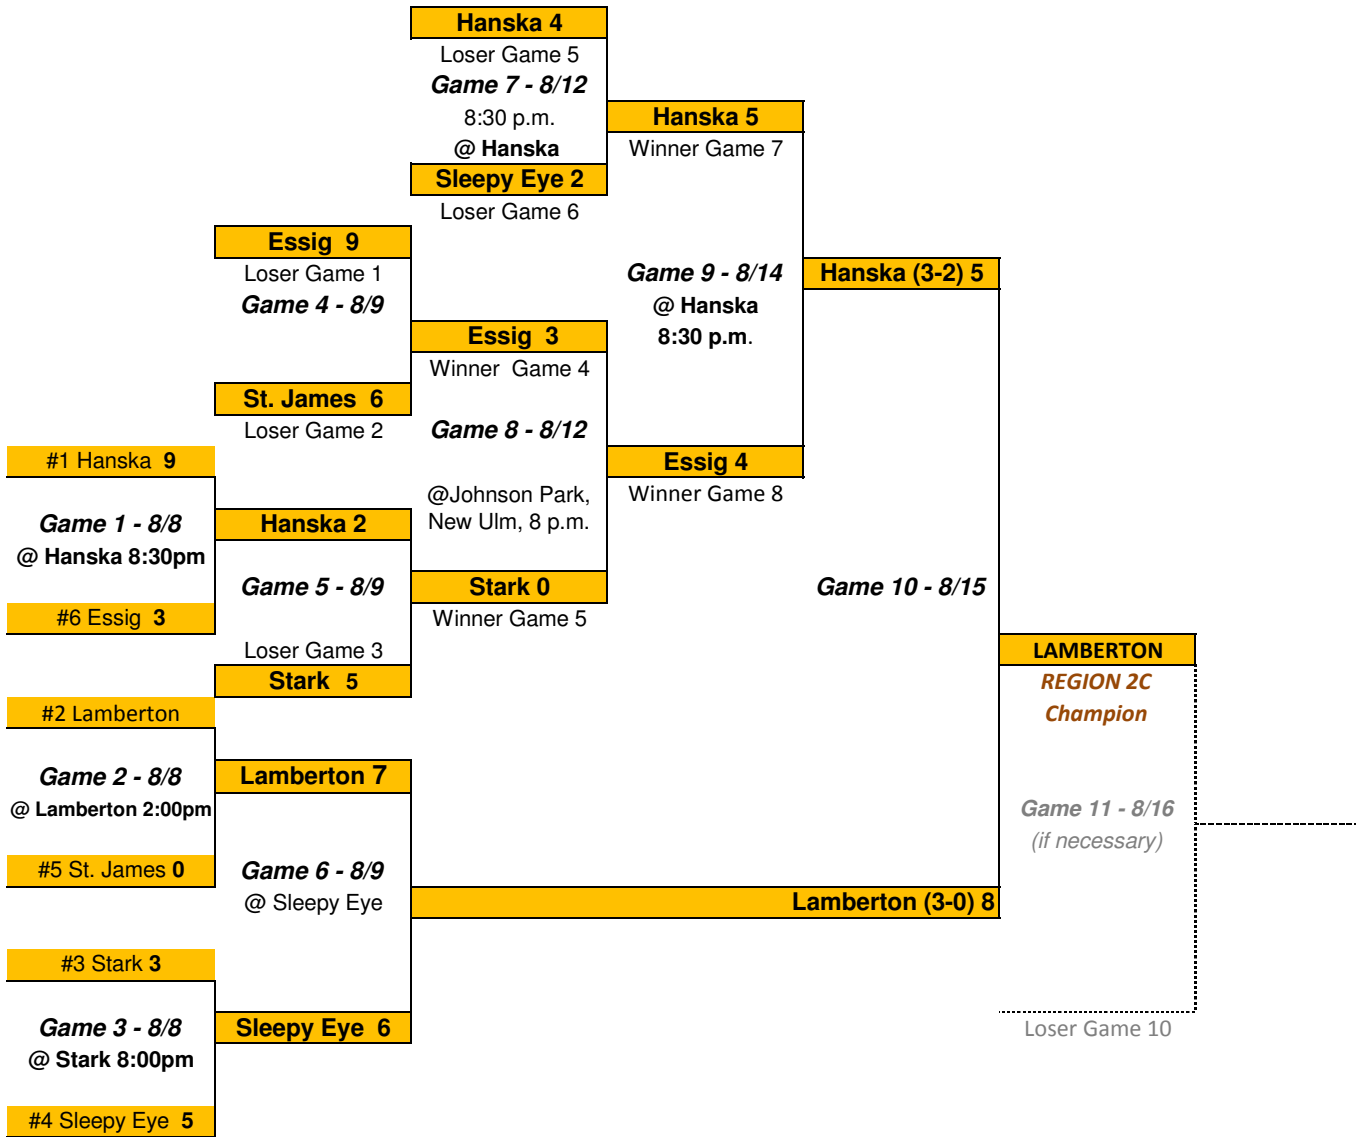 Hanska 4
Loser Game 5
Game 7 - 8/12
8:30 p.m.
@ Hanska
Sleepy Eye 2
Loser Game 6
Hanska 5
Winner Game 7
Essig 9
Loser Game 1
Game 4 - 8/9
St. James 6
Loser Game 2
Essig 3
Winner Game 4
Game 8 - 8/12
@Johnson Park,
New Ulm, 8 p.m.
Stark 0
Winner Game 5
Game 9 - 8/14
@ Hanska
8:30 p.m.
Essig 4
Winner Game 8
Hanska (3-2) 5
#1 Hanska 9
Game 1 - 8/8
@ Hanska 8:30pm
#6 Essig 3
Hanska 2
Game 5 - 8/9
Loser Game 3
Stark 5
Game 10 - 8/15
#2 Lamberton
Game 2 - 8/8
@ Lamberton 2:00pm
#5 St. James 0
Lamberton 7
Game 6 - 8/9
@ Sleepy Eye
Sleepy Eye 6
Lamberton (3-0) 8
#3 Stark 3
Game 3 - 8/8
@ Stark 8:00pm
#4 Sleepy Eye 5
LAMBERTON
REGION 2C
Champion
Game 11 - 8/16
(if necessary)
Loser Game 10